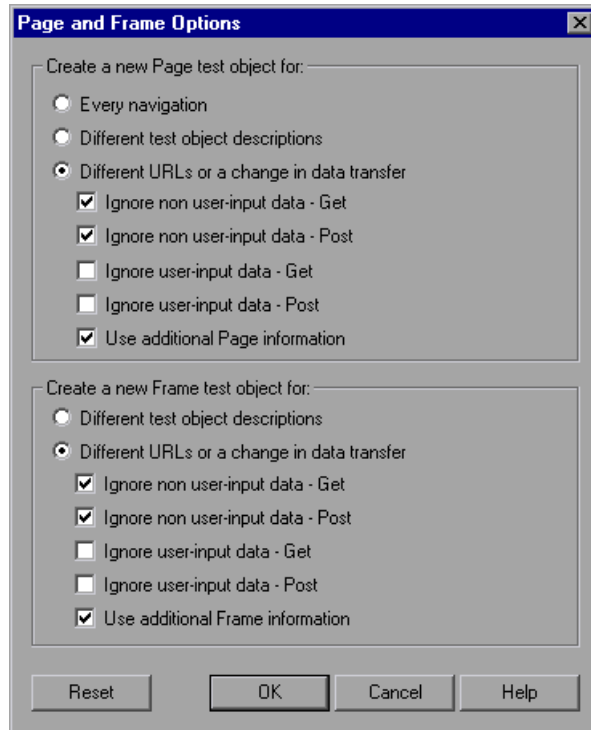 Page and Frame Options
Create a new Page test object for:
Every navigation
Different test object descriptions
Different URLs or a change in data transfer
Ignore non user-input data - Get
Ignore non user-input data - Post
Ignore user-input data - Get
Ignore user-input data - Post
Use additional Page information
Create a new Frame test object for:
Different test object descriptions
Different URLs or a change in data transfer
Ignore non user-input data - Get
Ignore non user-input data - Post
Ignore user-input data - Get
Ignore user-input data - Post
Use additional Frame information
Reset OK Cancel Help